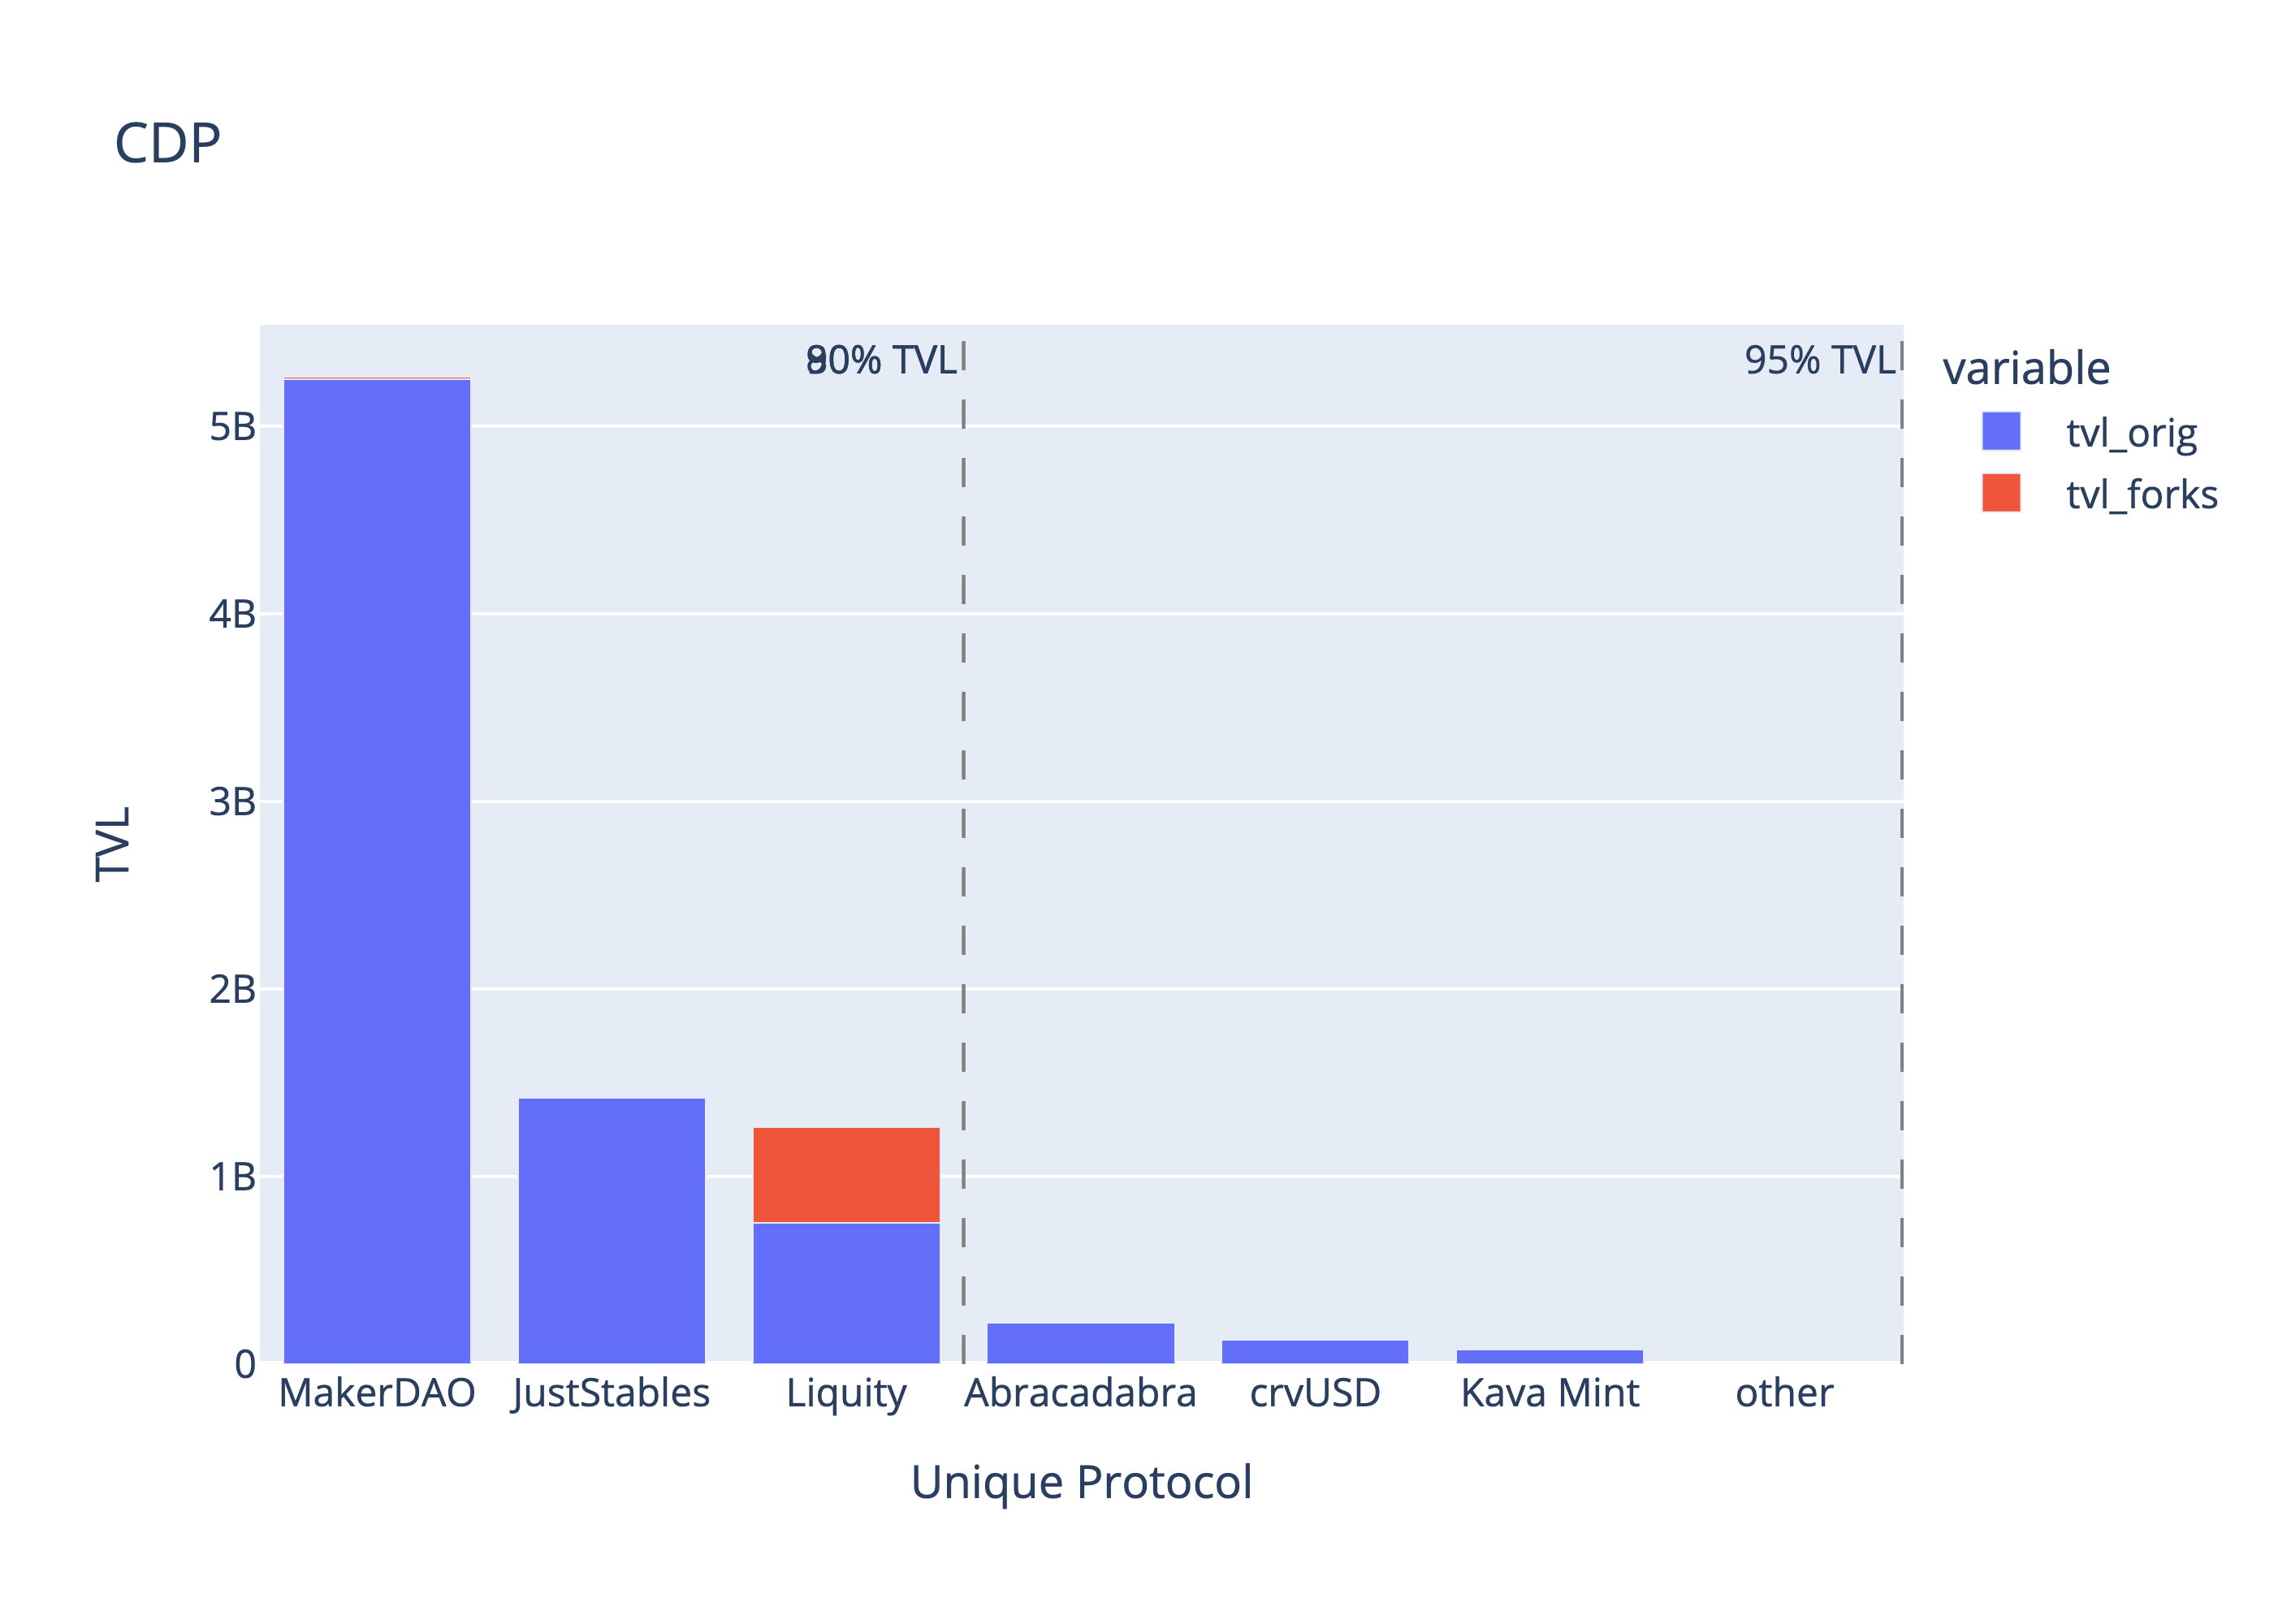 CDP
0% TVL
95% TVL
variable
tvl_orig
tvl_forks
5B
4B
3B
2B
1B
0
TVL
MakerDAO
JustStables
Liquity
Abracadabra
crvUSD
Kava Mint
other
Unique Protocol